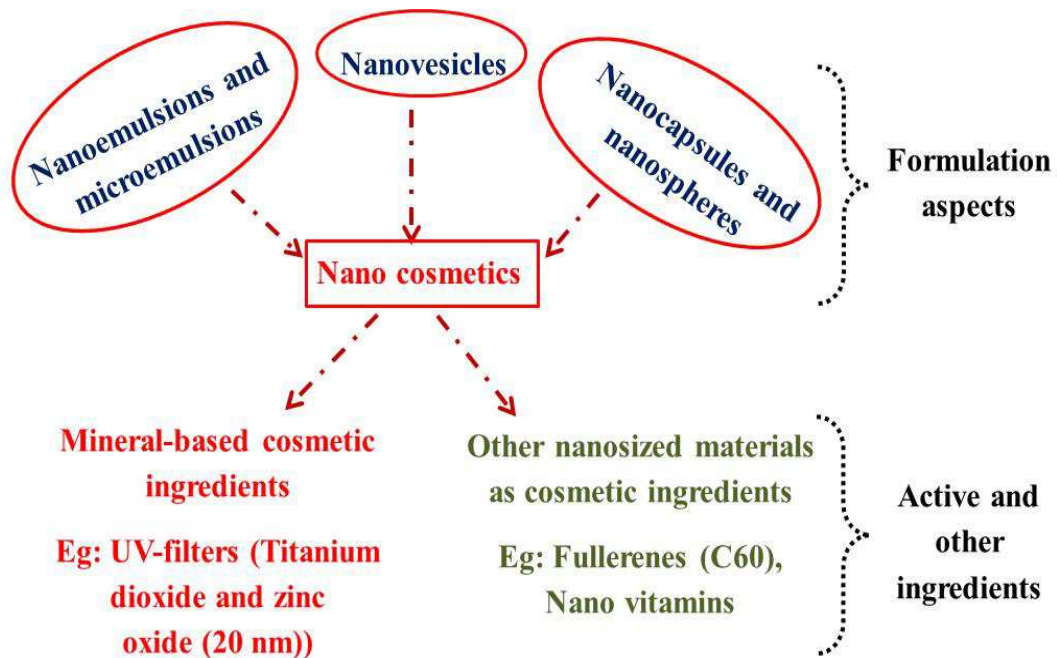 Nanoemulsions and
microemulsions
Nanovesicles
Nanocapsules and
nanospheres
Formulation
aspects
Nano cosmetics
Mineral-based cosmetic
ingredients
Eg: UV-filters (Titanium
dioxide and zinc
oxide (20 nm))
Other nanosized materials
as cosmetic ingredients
Eg: Fullerenes (C60),
Nano vitamins
Active and
other
ingredients